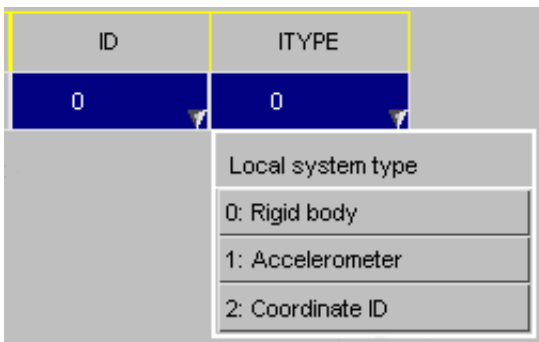 ID ITYPE
0 0
Local system type
0: Rigid body
1: Accelerometer
2: Coordinate ID